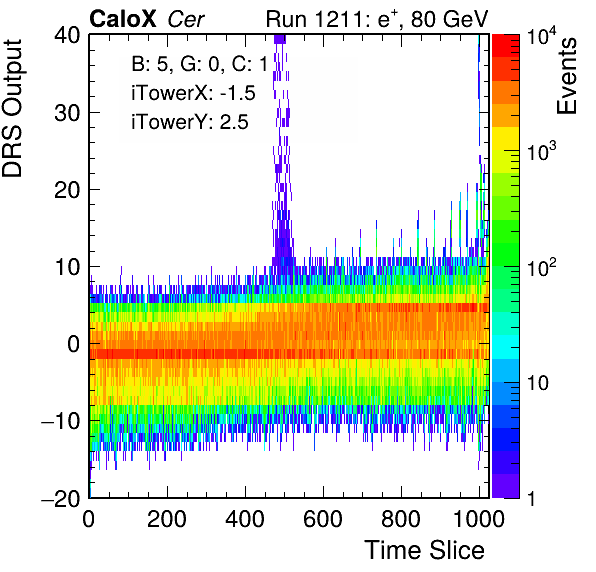 CaloX Cer Run 1211: e+, 80 GeV
B: 5, G: 0, C: 1
iTowerX: -1.5
iTowerY: 2.5
DRS Output
40
30
20
10
0
−10
−20
0 200 400 600 800 1000
Time Slice
Events
10^4
10^3
10^2
10
1